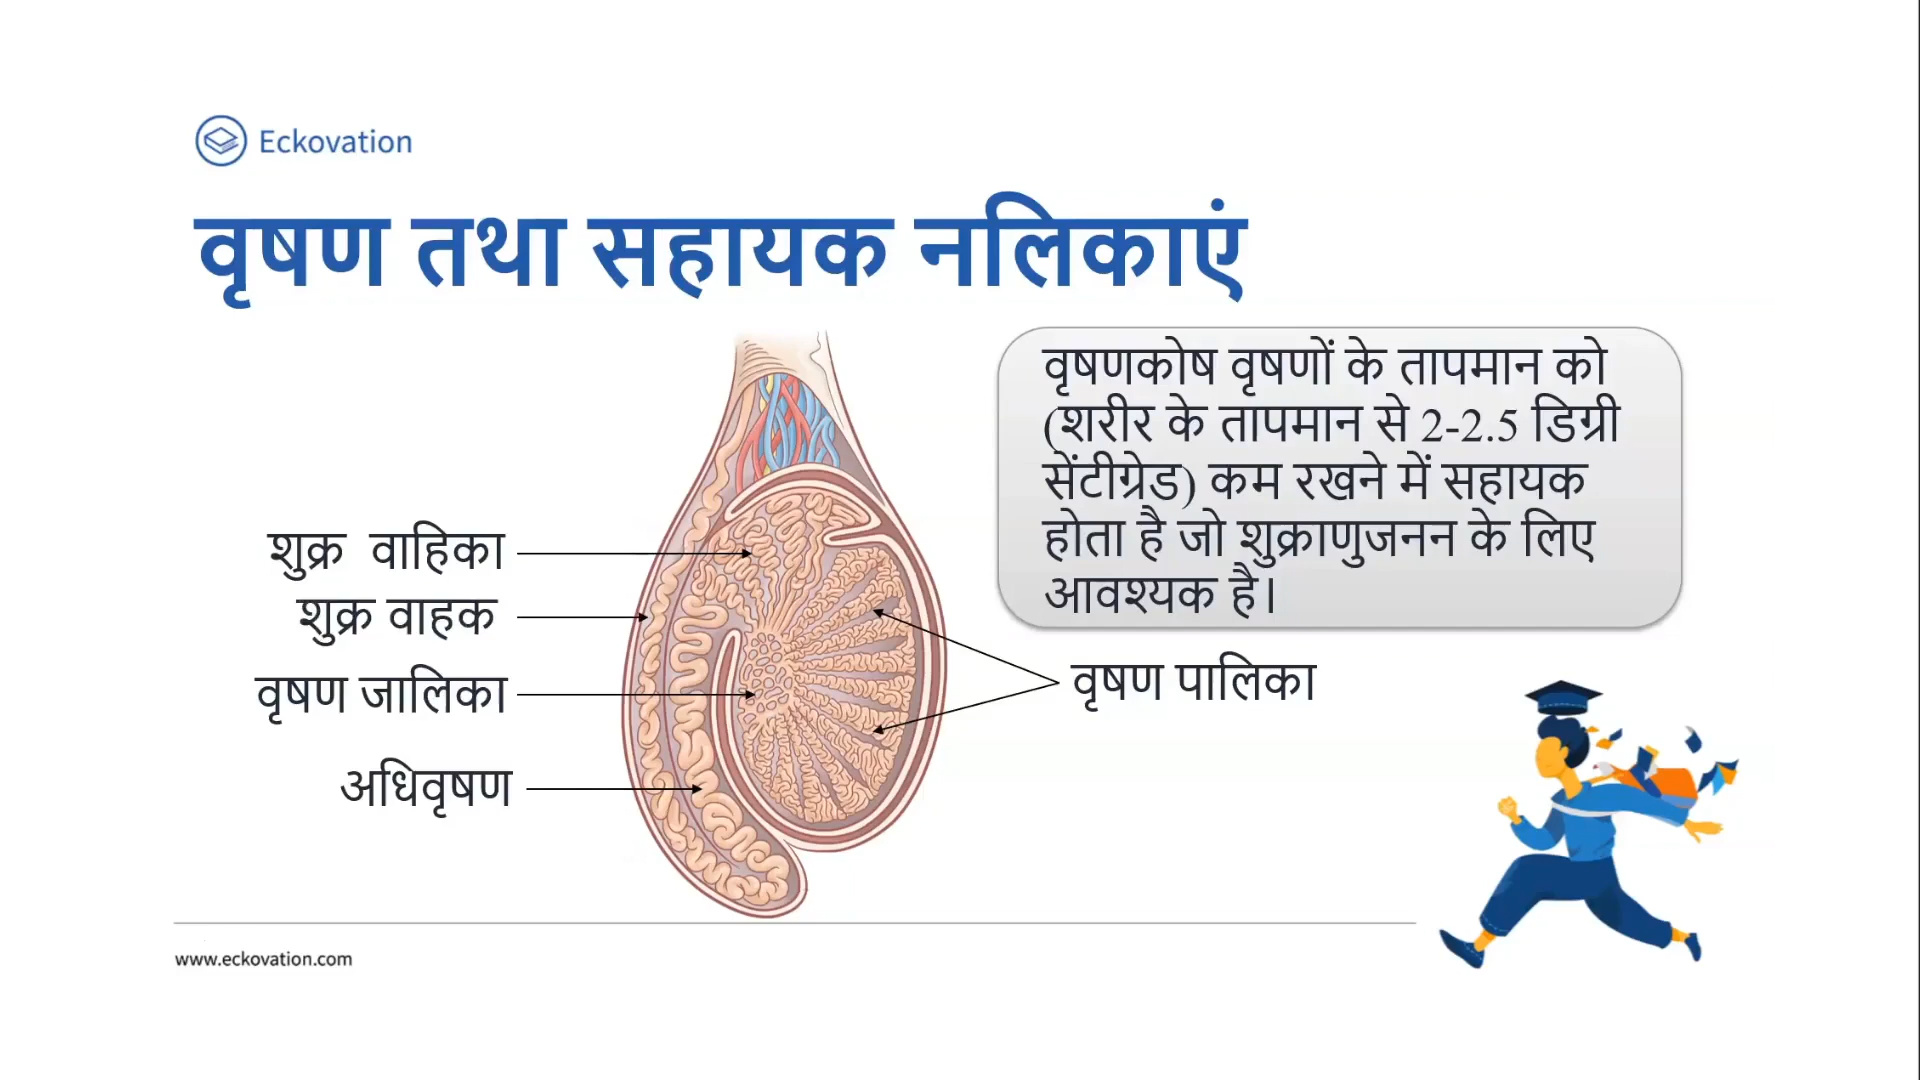 Eckovation
वृषण तथा सहायक नलिकाएं
वृषणकोष वृषणों के तापमान को
(शरीर के तापमान से 2-2.5 डिग्री
सेंटीग्रेड) कम रखने में सहायक
होता है जो शुक्राणुजनन के लिए
आवश्यक है।
शुक्र वाहिका
शुक्र वाहक
वृषण जालिका
अधिवृषण
वृषण पालिका
www.eckovation.com